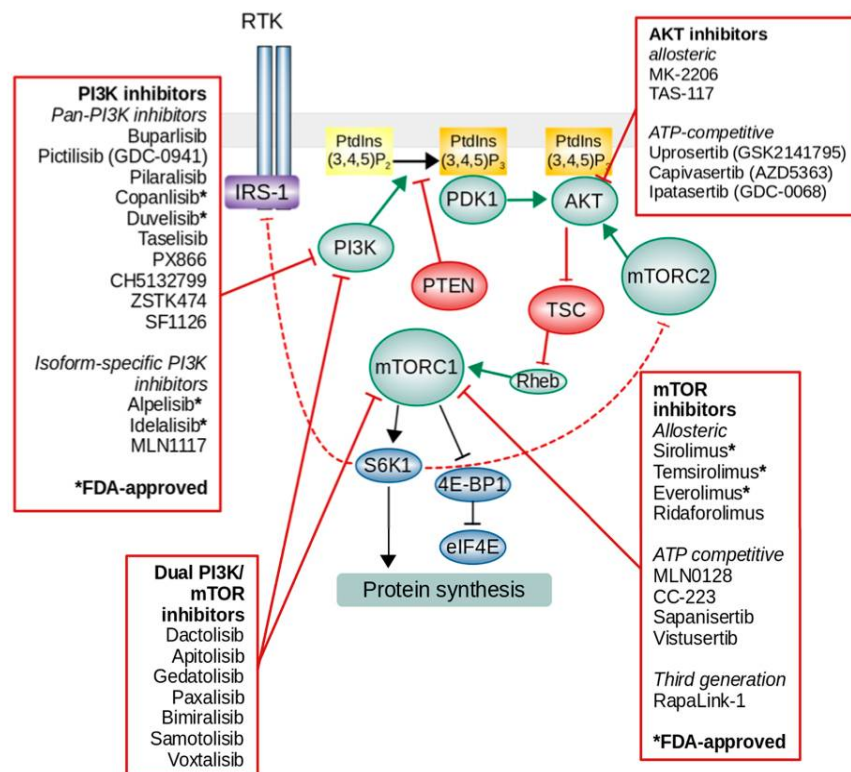 RTK
PI3K inhibitors
Pan-PI3K inhibitors
Buparlisib
Pictilisib (GDC-0941)
Pilaralisib
Copanlisib*
Duvelisib*
Taselisib
PX866
CH5132799
ZSTK474
SF1126
Isoform-specific PI3K
inhibitors
Alpelisib*
Idelalisib*
MLN1117
*FDA-approved
IRS-1
PtdIns
(3,4,5)P2
PtdIns
(3,4,5)P3
PtdIns
(3,4,5)P
PDK1
AKT
PI3K
PTEN
TSC
mTORC2
mTORC1
Rheb
S6K1
4E-BP1
eIF4E
Protein synthesis
AKT inhibitors
allosteric
MK-2206
TAS-117
ATP-competitive
Uprosertib (GSK2141795)
Capivasertib (AZD5363)
Ipatasertib (GDC-0068)
Dual PI3K/
mTOR
inhibitors
Dactolisib
Apitolisib
Gedatolisib
Paxalisib
Bimiralisib
Samotolisib
Voxtalisib
mTOR
inhibitors
Allosteric
Sirolimus*
Temsirolimus*
Everolimus*
Ridaforolimus
ATP competitive
MLN0128
CC-223
Sapanisertib
Vistusertib
Third generation
RapaLink-1
*FDA-approved